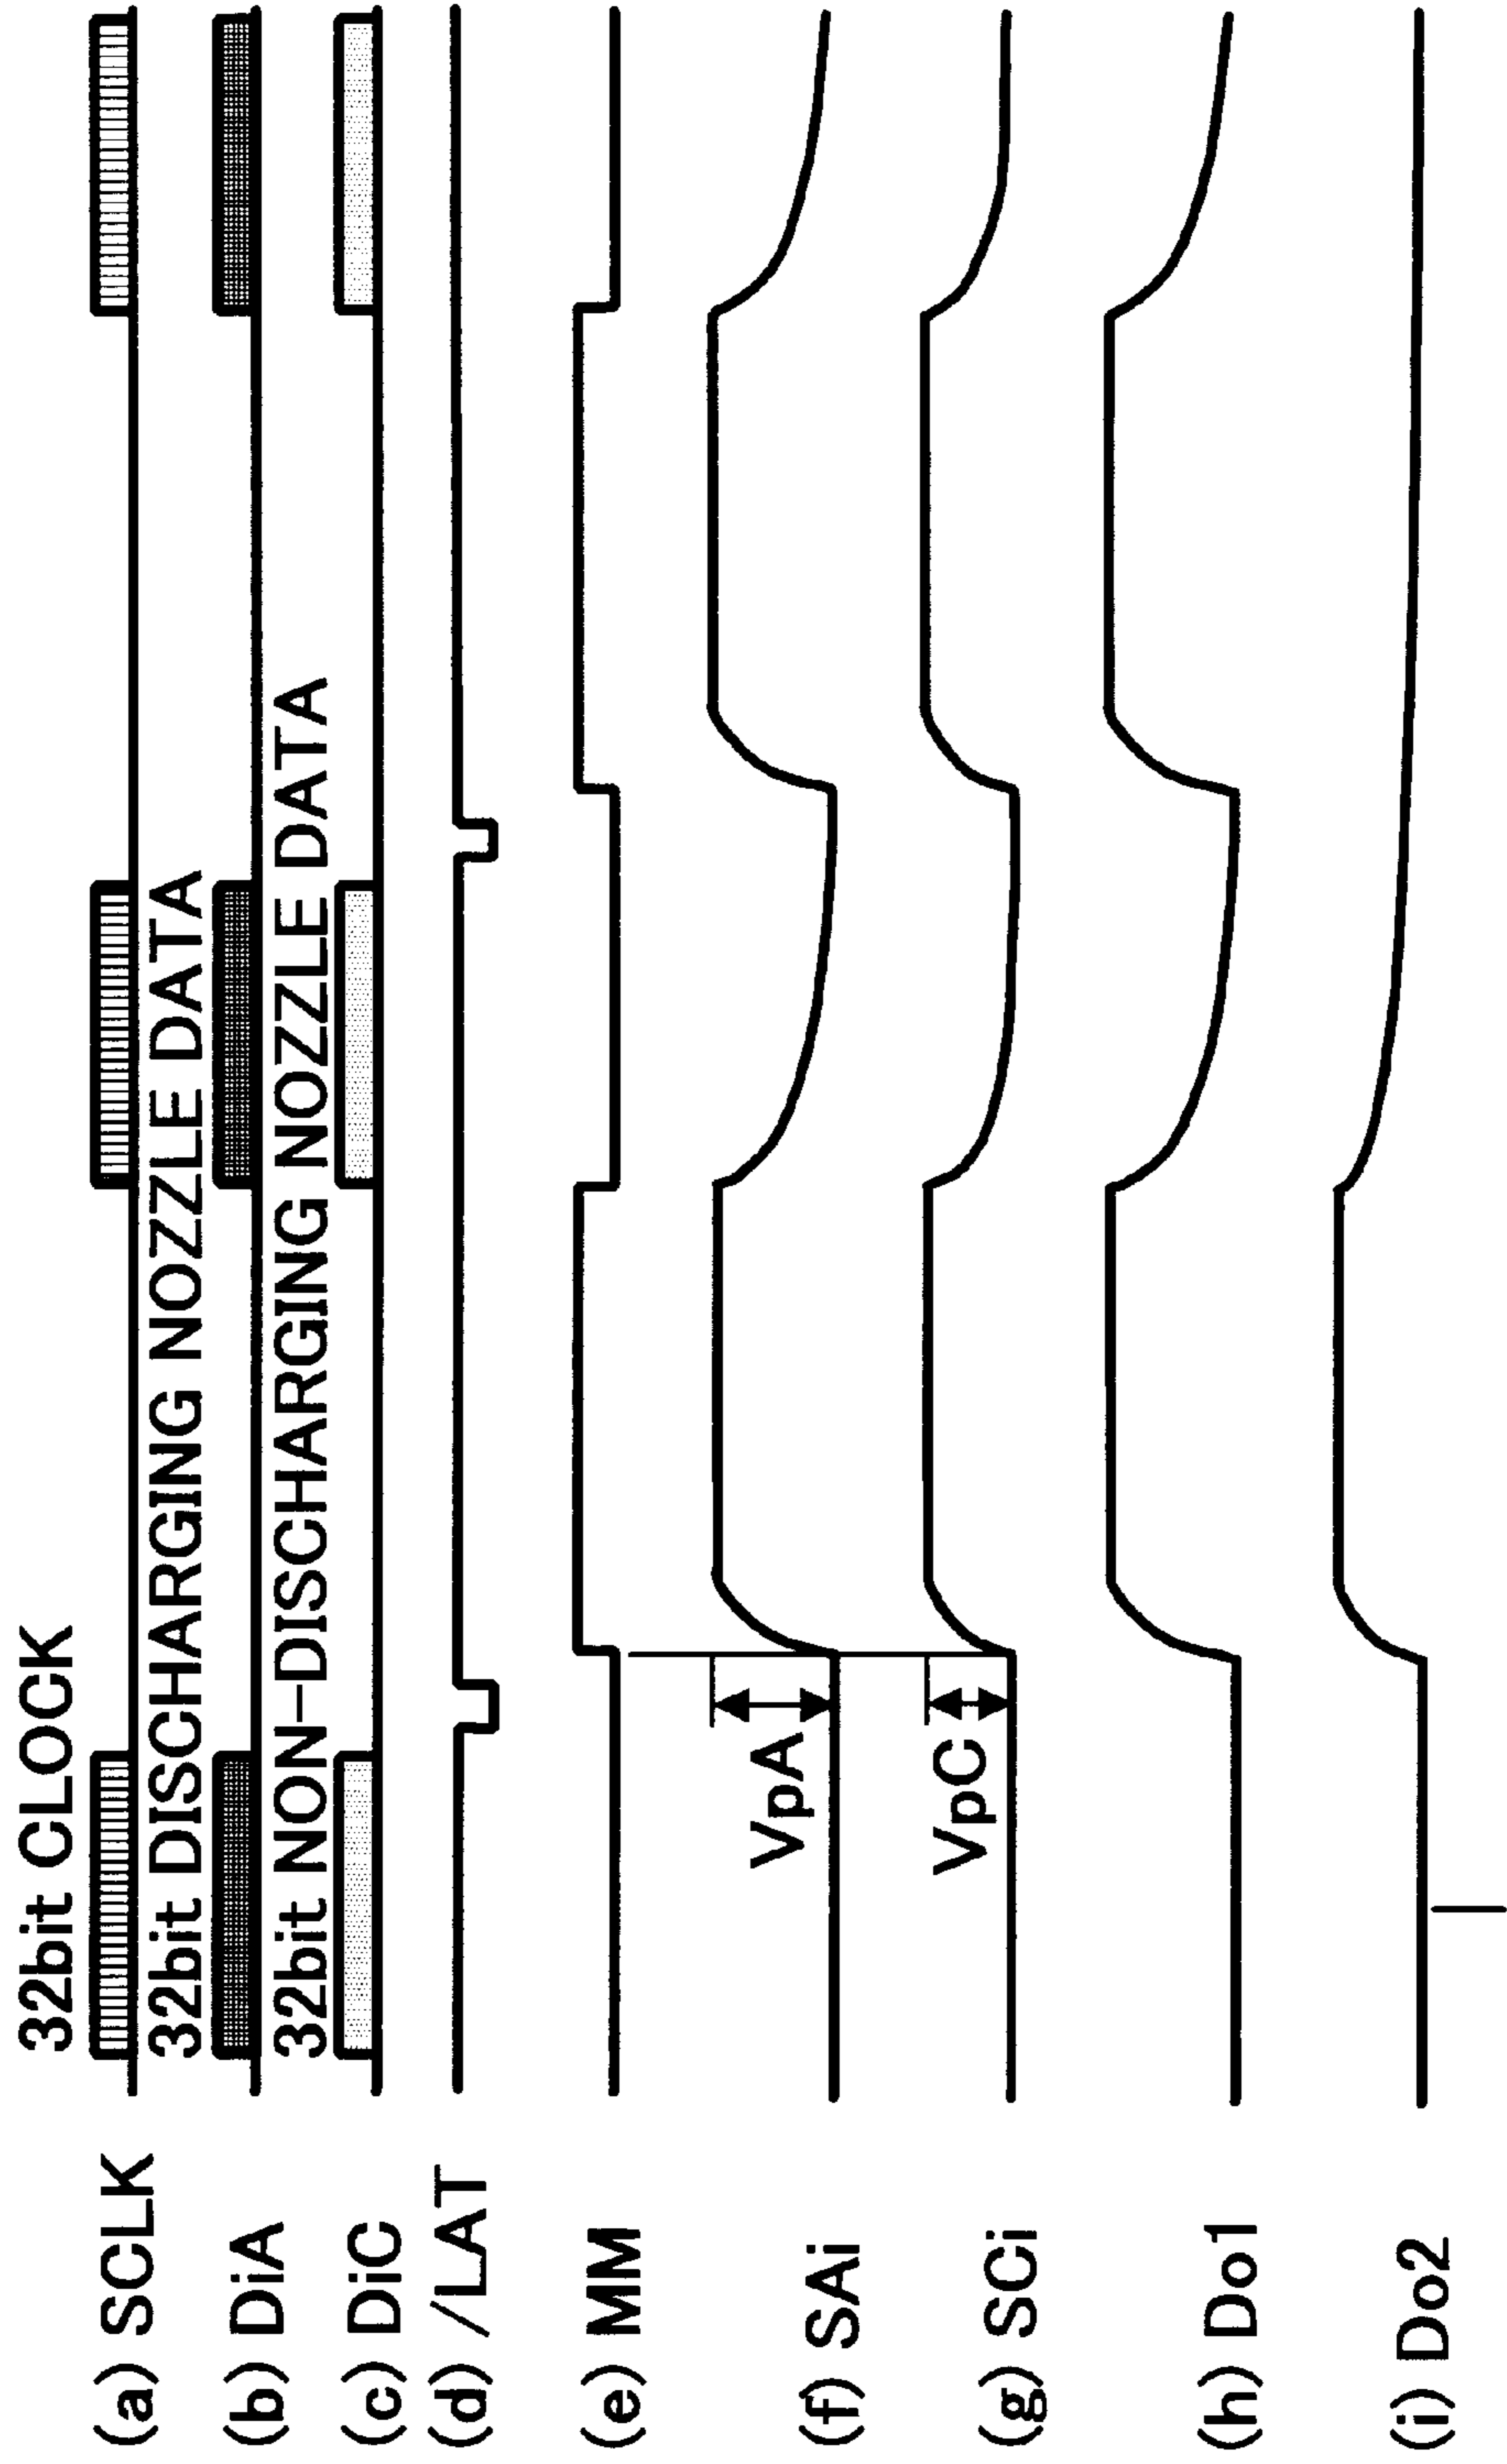 32bit CLOCK
(a) SCLK
32bit DISCHARGING NOZZLE DATA
(b) DiA
32bit NON-DISCHARGING NOZZLE DATA
(c) DiC
(d) /LAT
(e) MM
VpA
(f) SAi
VpC
(g) SCi
(h) Do1
(i) Do2